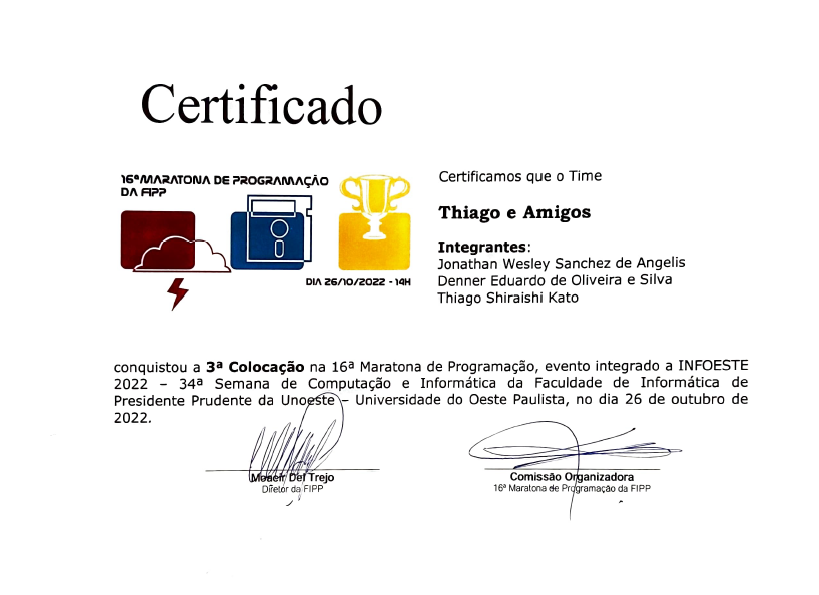 Certificado
16ª MARATONA DE PROGRAMAÇÃO
DA FIPP
DIA 26/10/2022 - 14H
Certificamos que o Time
Thiago e Amigos
Integrantes:
Jonathan Wesley Sanchez de Angelis
Denner Eduardo de Oliveira e Silva
Thiago Shiraishi Kato
conquistou a 3ª Colocação na 16ª Maratona de Programação, evento integrado a INFOESTE
2022 – 34ª Semana de Computação e Informática da Faculdade de Informática de
Presidente Prudente da Unoeste – Universidade do Oeste Paulista, no dia 26 de outubro de
2022.
Moacir Del Trejo
Diretor da FIPP
Comissão Organizadora
16ª Maratona de Programação da FIPP